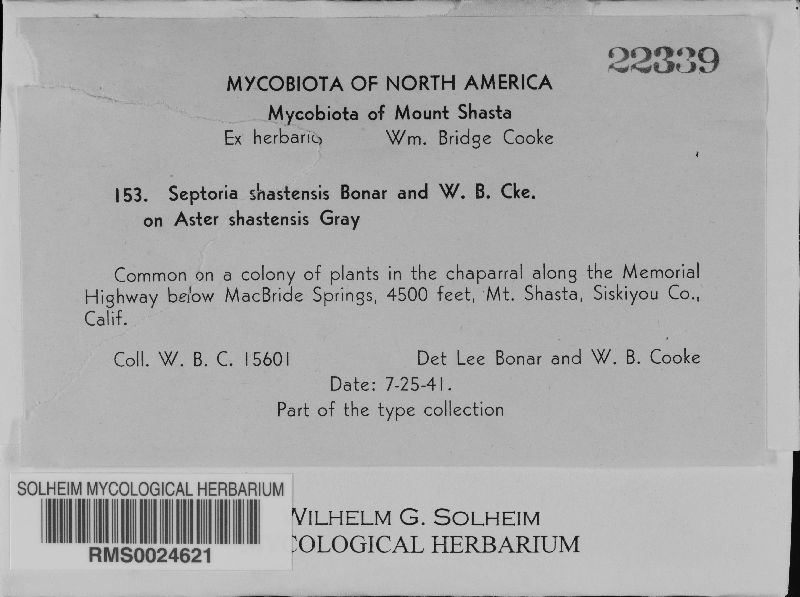 22339
MYCOBIOTA OF NORTH AMERICA
Mycobiota of Mount Shasta
Ex herbario Wm. Bridge Cooke
153. Septoria shastensis Bonar and W. B. Cke.
on Aster shastensis Gray
Common on a colony of plants in the chaparral along the Memorial
Highway below MacBride Springs, 4500 feet, Mt. Shasta, Siskiyou Co.,
Calif.
Coll. W. B. C. 15601 Det Lee Bonar and W. B. Cooke
Date: 7-25-41.
Part of the type collection
SOLHEIM MYCOLOGICAL HERBARIUM
RMS0024621
WILHELM G. SOLHEIM
COLOGICAL HERBARIUM